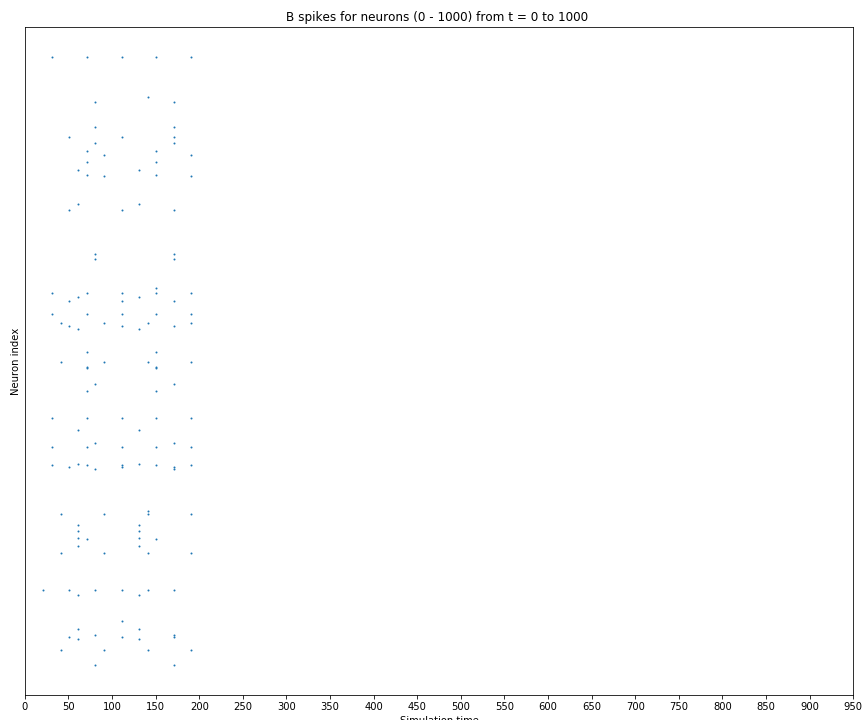 B spikes for neurons (0 - 1000) from t = 0 to 1000
Neuron index
0 50 100 150 200 250 300 350 400 450 500 550 600 650 700 750 800 850 900 950
Simulation time